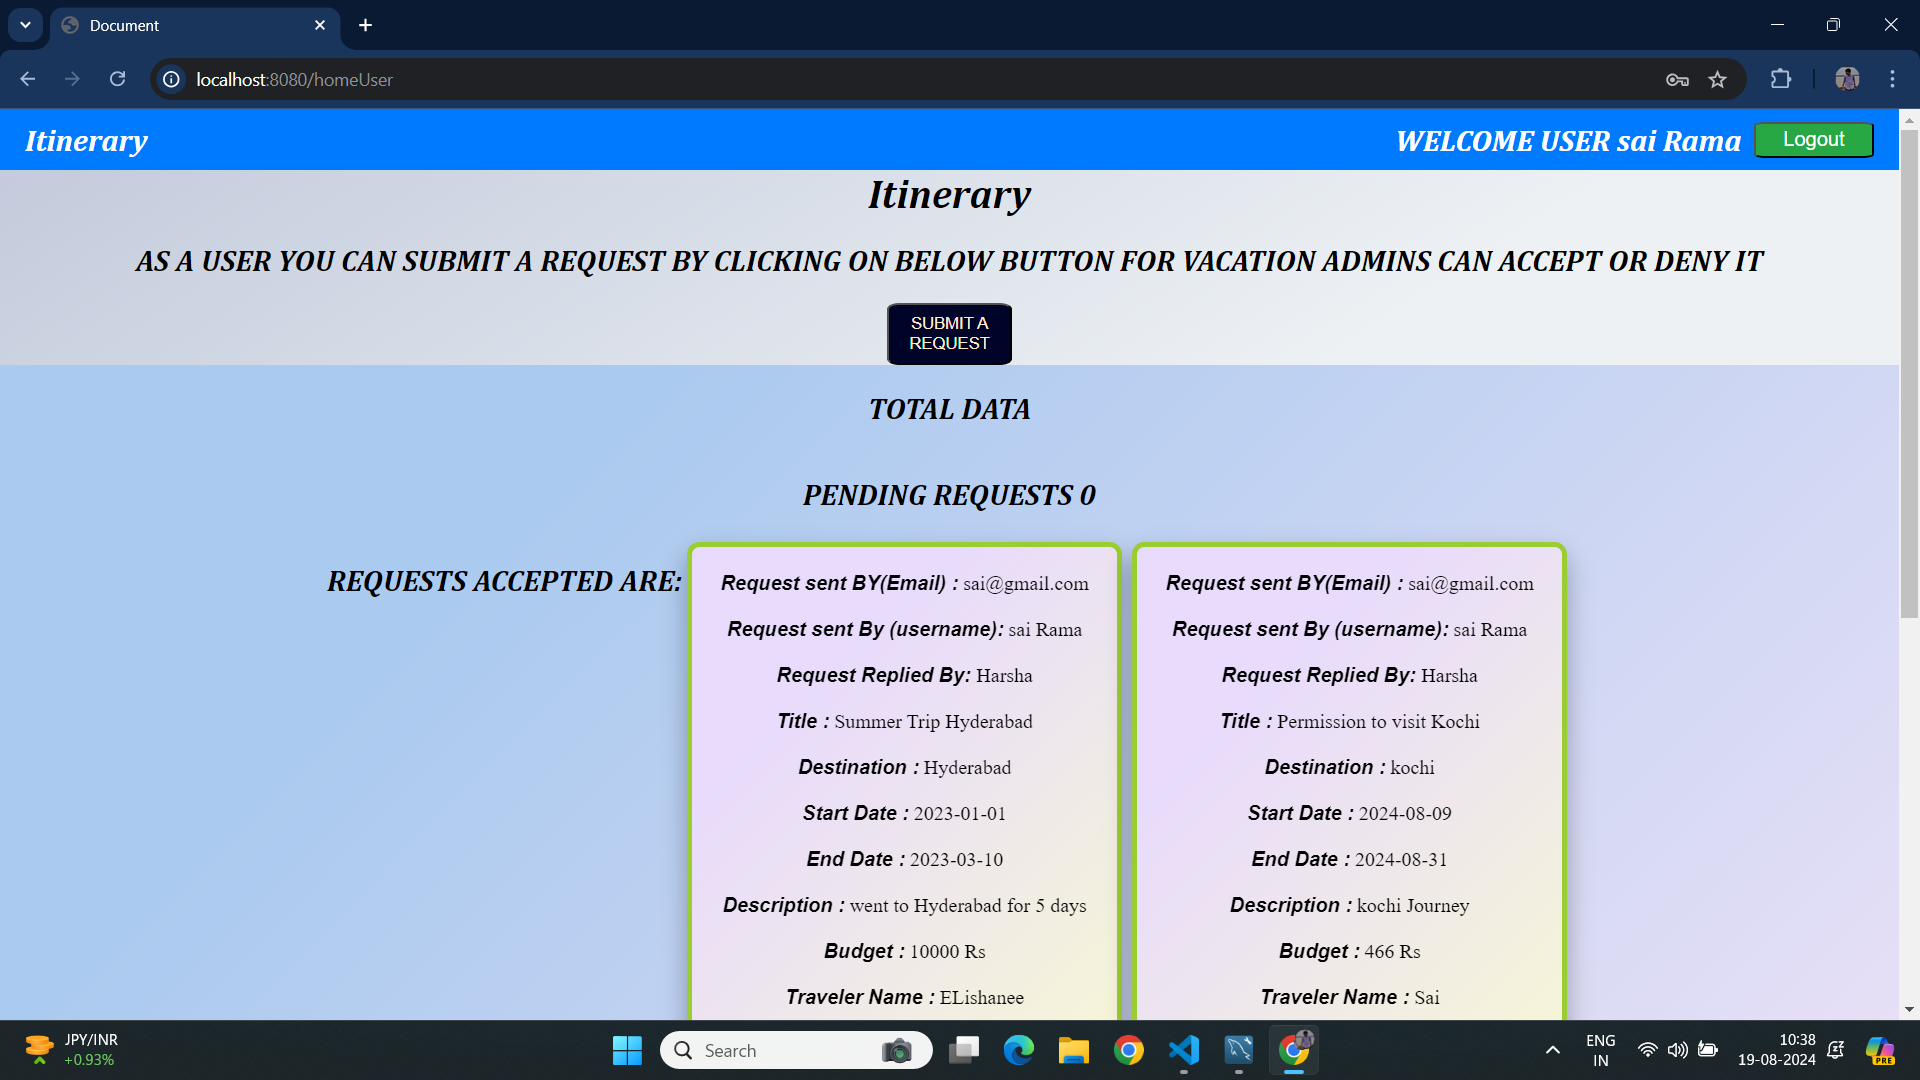 Document
localhost:8080/homeUser
Itinerary
WELCOME USER sai Rama
Logout
Itinerary
AS A USER YOU CAN SUBMIT A REQUEST BY CLICKING ON BELOW BUTTON FOR VACATION ADMINS CAN ACCEPT OR DENY IT
SUBMIT A
REQUEST
TOTAL DATA
PENDING REQUESTS 0
REQUESTS ACCEPTED ARE:
Request sent BY(Email) : sai@gmail.com
Request sent By (username): sai Rama
Request Replied By: Harsha
Title : Summer Trip Hyderabad
Destination : Hyderabad
Start Date : 2023-01-01
End Date : 2023-03-10
Description : went to Hyderabad for 5 days
Budget : 10000 Rs
Traveler Name : ELishanee
Request sent BY(Email) : sai@gmail.com
Request sent By (username): sai Rama
Request Replied By: Harsha
Title : Permission to visit Kochi
Destination : kochi
Start Date : 2024-08-09
End Date : 2024-08-31
Description : kochi Journey
Budget : 466 Rs
Traveler Name : Sai
JPY/INR
+0.93%
Search
ENG
IN
10:38
19-08-2024
PRE